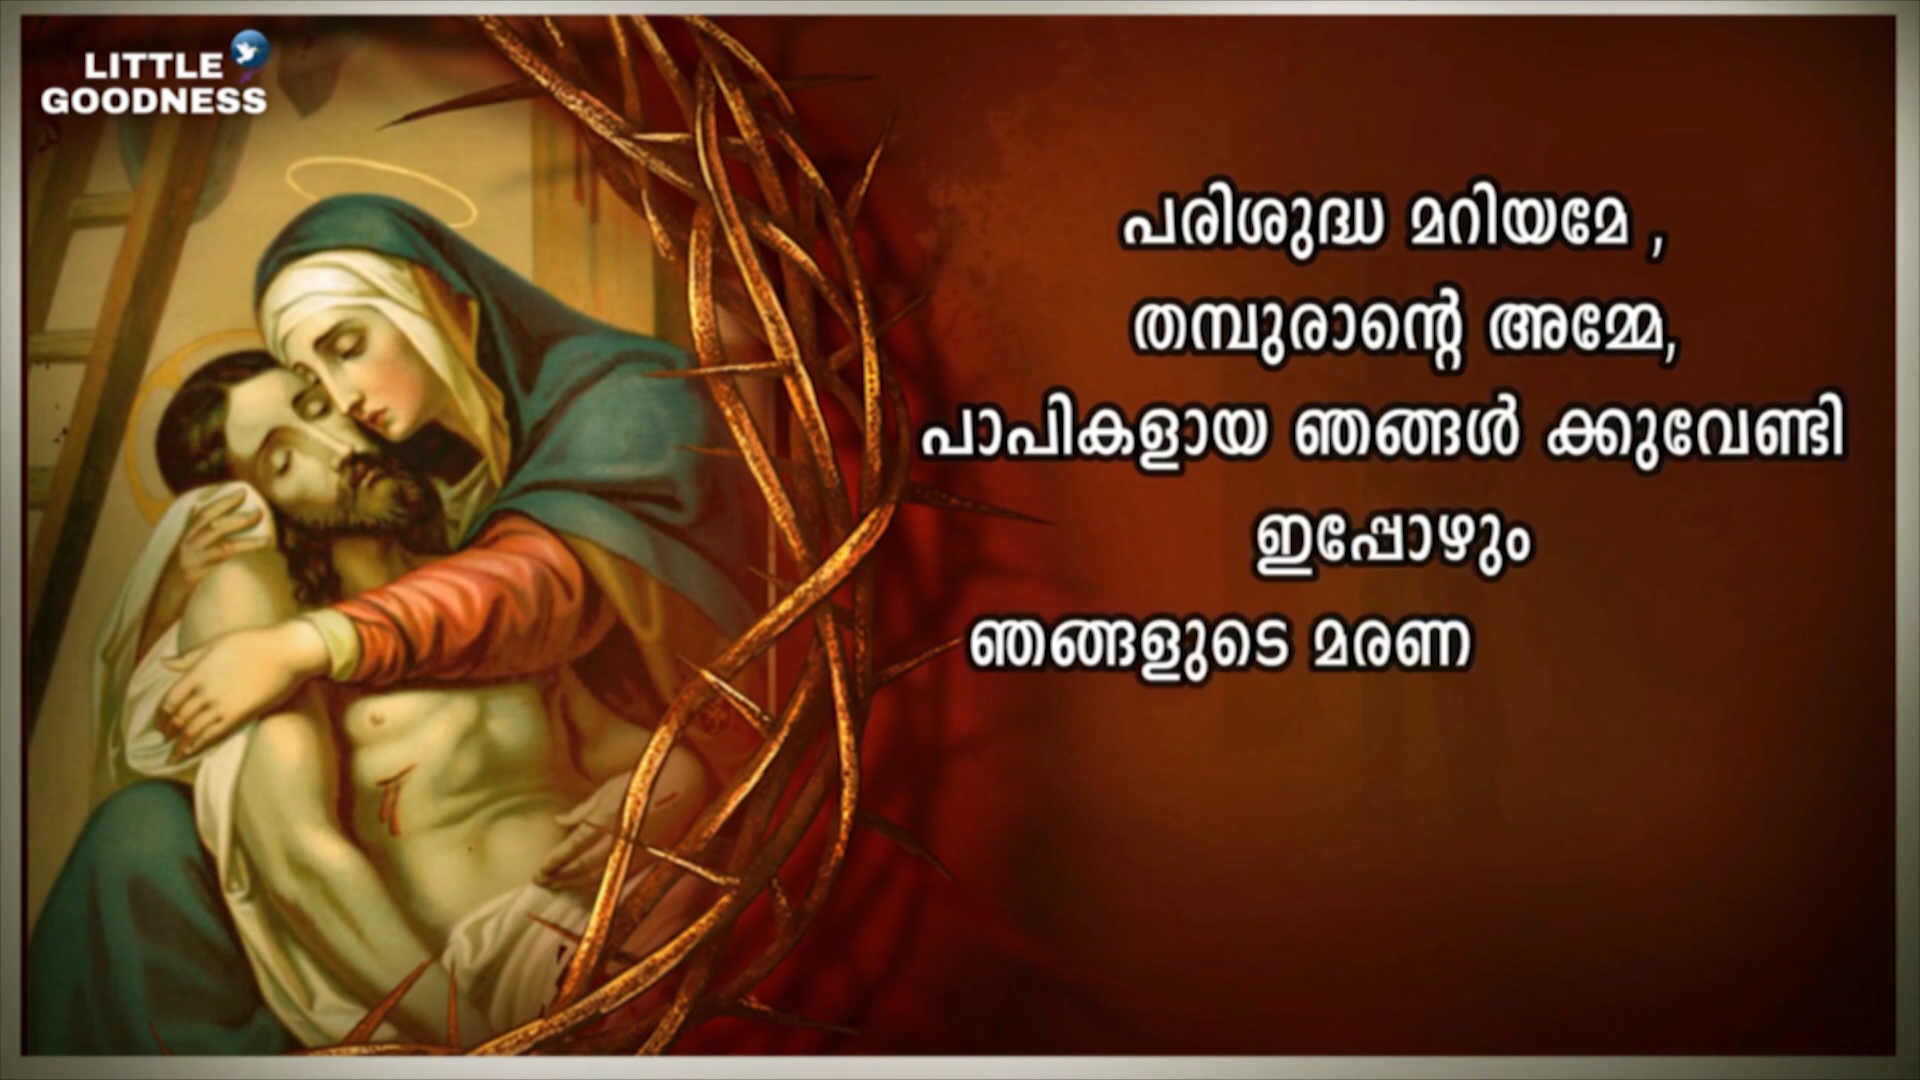 LITTLE
GOODNESS
പരിശുദ്ധ മറിയമേ ,
തമ്പുരാന്റെ അമ്മേ,
പാപികളായ ഞങ്ങൾ ക്കുവേണ്ടി
ഇപ്പോഴും
ഞങ്ങളുടെ മരണ